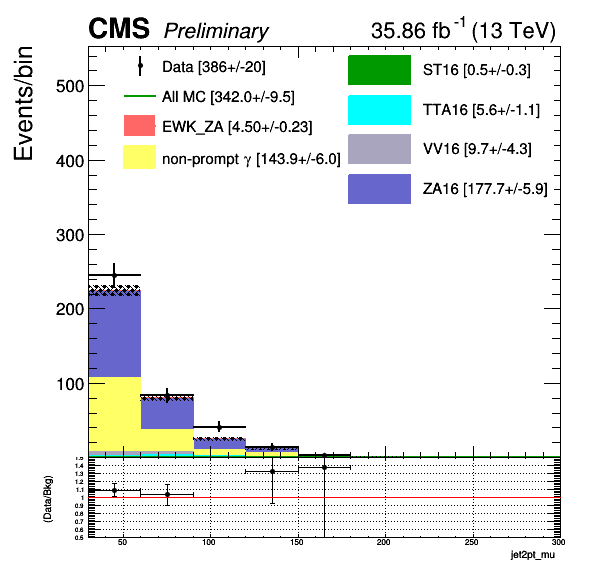 CMS Preliminary 35.86 fb⁻¹ (13 TeV)
Events/bin
500
400
300
200
100
Data [386+/-20]
All MC [342.0+/-9.5]
EWK_ZA [4.50+/-0.23]
non-prompt γ [143.9+/-6.0]
ST16 [0.5+/-0.3]
TTA16 [5.6+/-1.1]
VV16 [9.7+/-4.3]
ZA16 [177.7+/-5.9]
(Data/Bkg)
1.5
1.4
1.3
1.2
1.1
1
0.9
0.8
0.7
0.6
0.5
50 100 150 200 250 300
jet2pt_mu